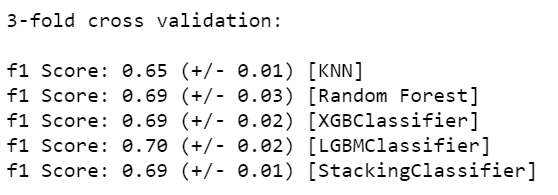 3-fold cross validation:
f1 Score: 0.65 (+/- 0.01) [KNN]
f1 Score: 0.69 (+/- 0.03) [Random Forest]
f1 Score: 0.69 (+/- 0.02) [XGBClassifier]
f1 Score: 0.70 (+/- 0.02) [LGBMClassifier]
f1 Score: 0.69 (+/- 0.01) [StackingClassifier]